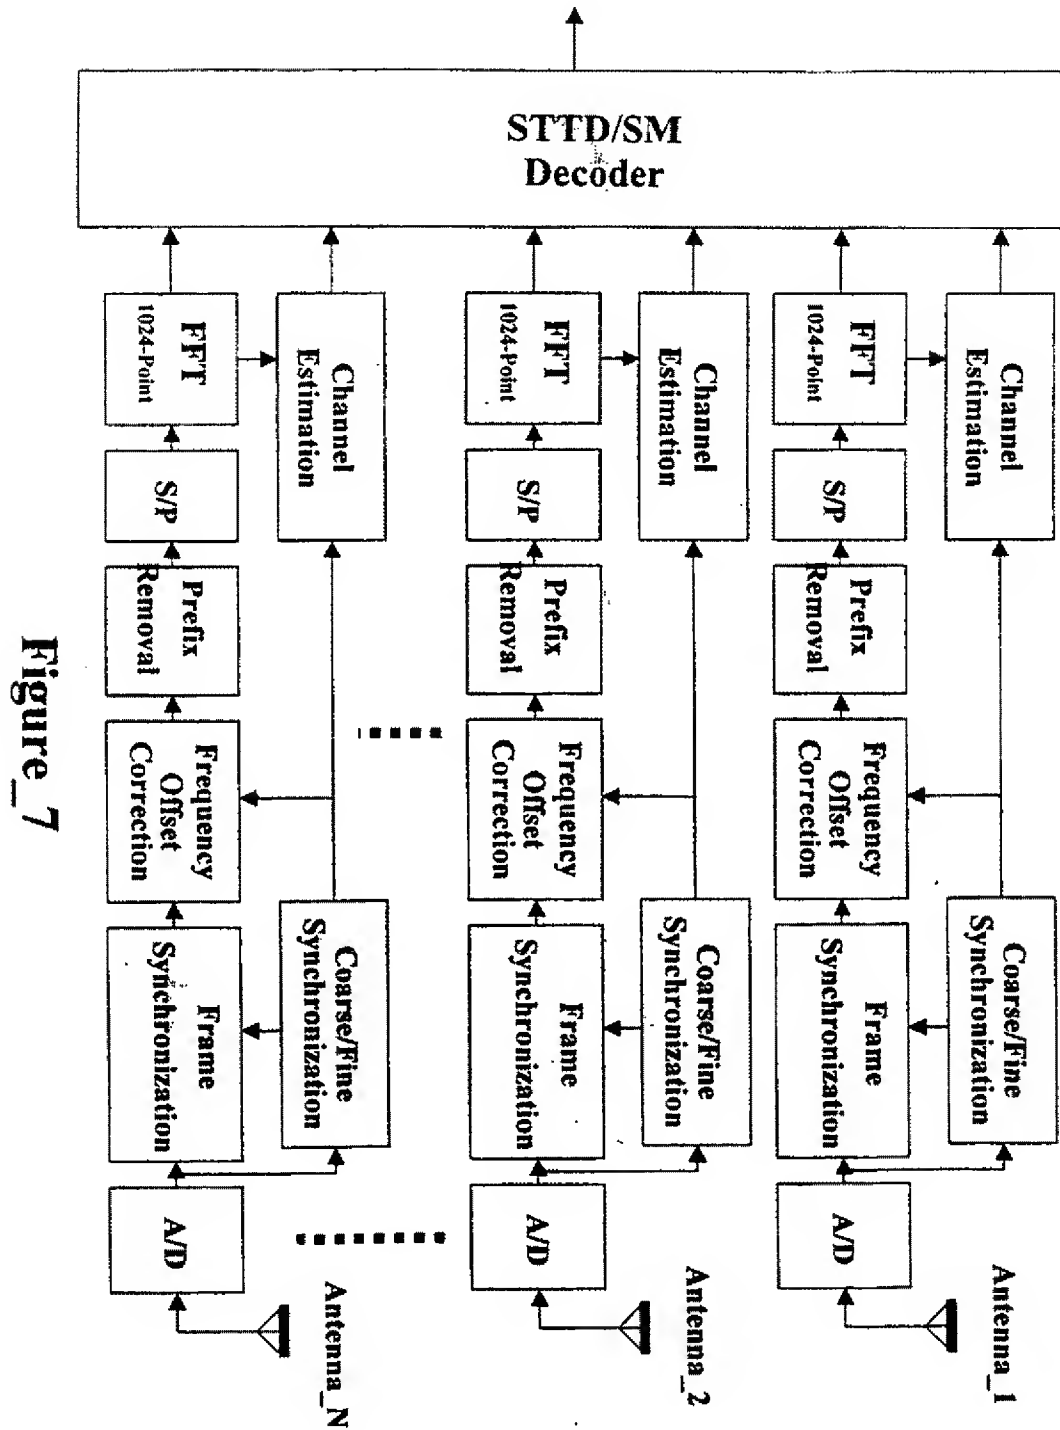 Antenna_1
A/D
Coarse/Fine
Synchronization
Frame
Synchronization
Frequency
Offset
Correction
Prefix
Removal
S/P
FFT
1024-Point
Channel
Estimation
Antenna_2
A/D
Coarse/Fine
Synchronization
Frame
Synchronization
Frequency
Offset
Correction
Prefix
Removal
S/P
FFT
1024-Point
Channel
Estimation
Antenna_N
A/D
Coarse/Fine
Synchronization
Frame
Synchronization
Frequency
Offset
Correction
Prefix
Removal
S/P
FFT
1024-Point
Channel
Estimation
STTD/SM
Decoder
Figure_7